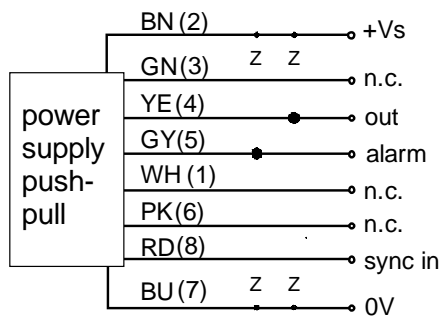 BN (2) +Vs
Z Z
GN (3) n.c.
YE (4) out
GY (5) alarm
WH (1) n.c.
PK (6) n.c.
RD (8) sync in
Z Z
BU (7) 0V
power
supply
push-
pull